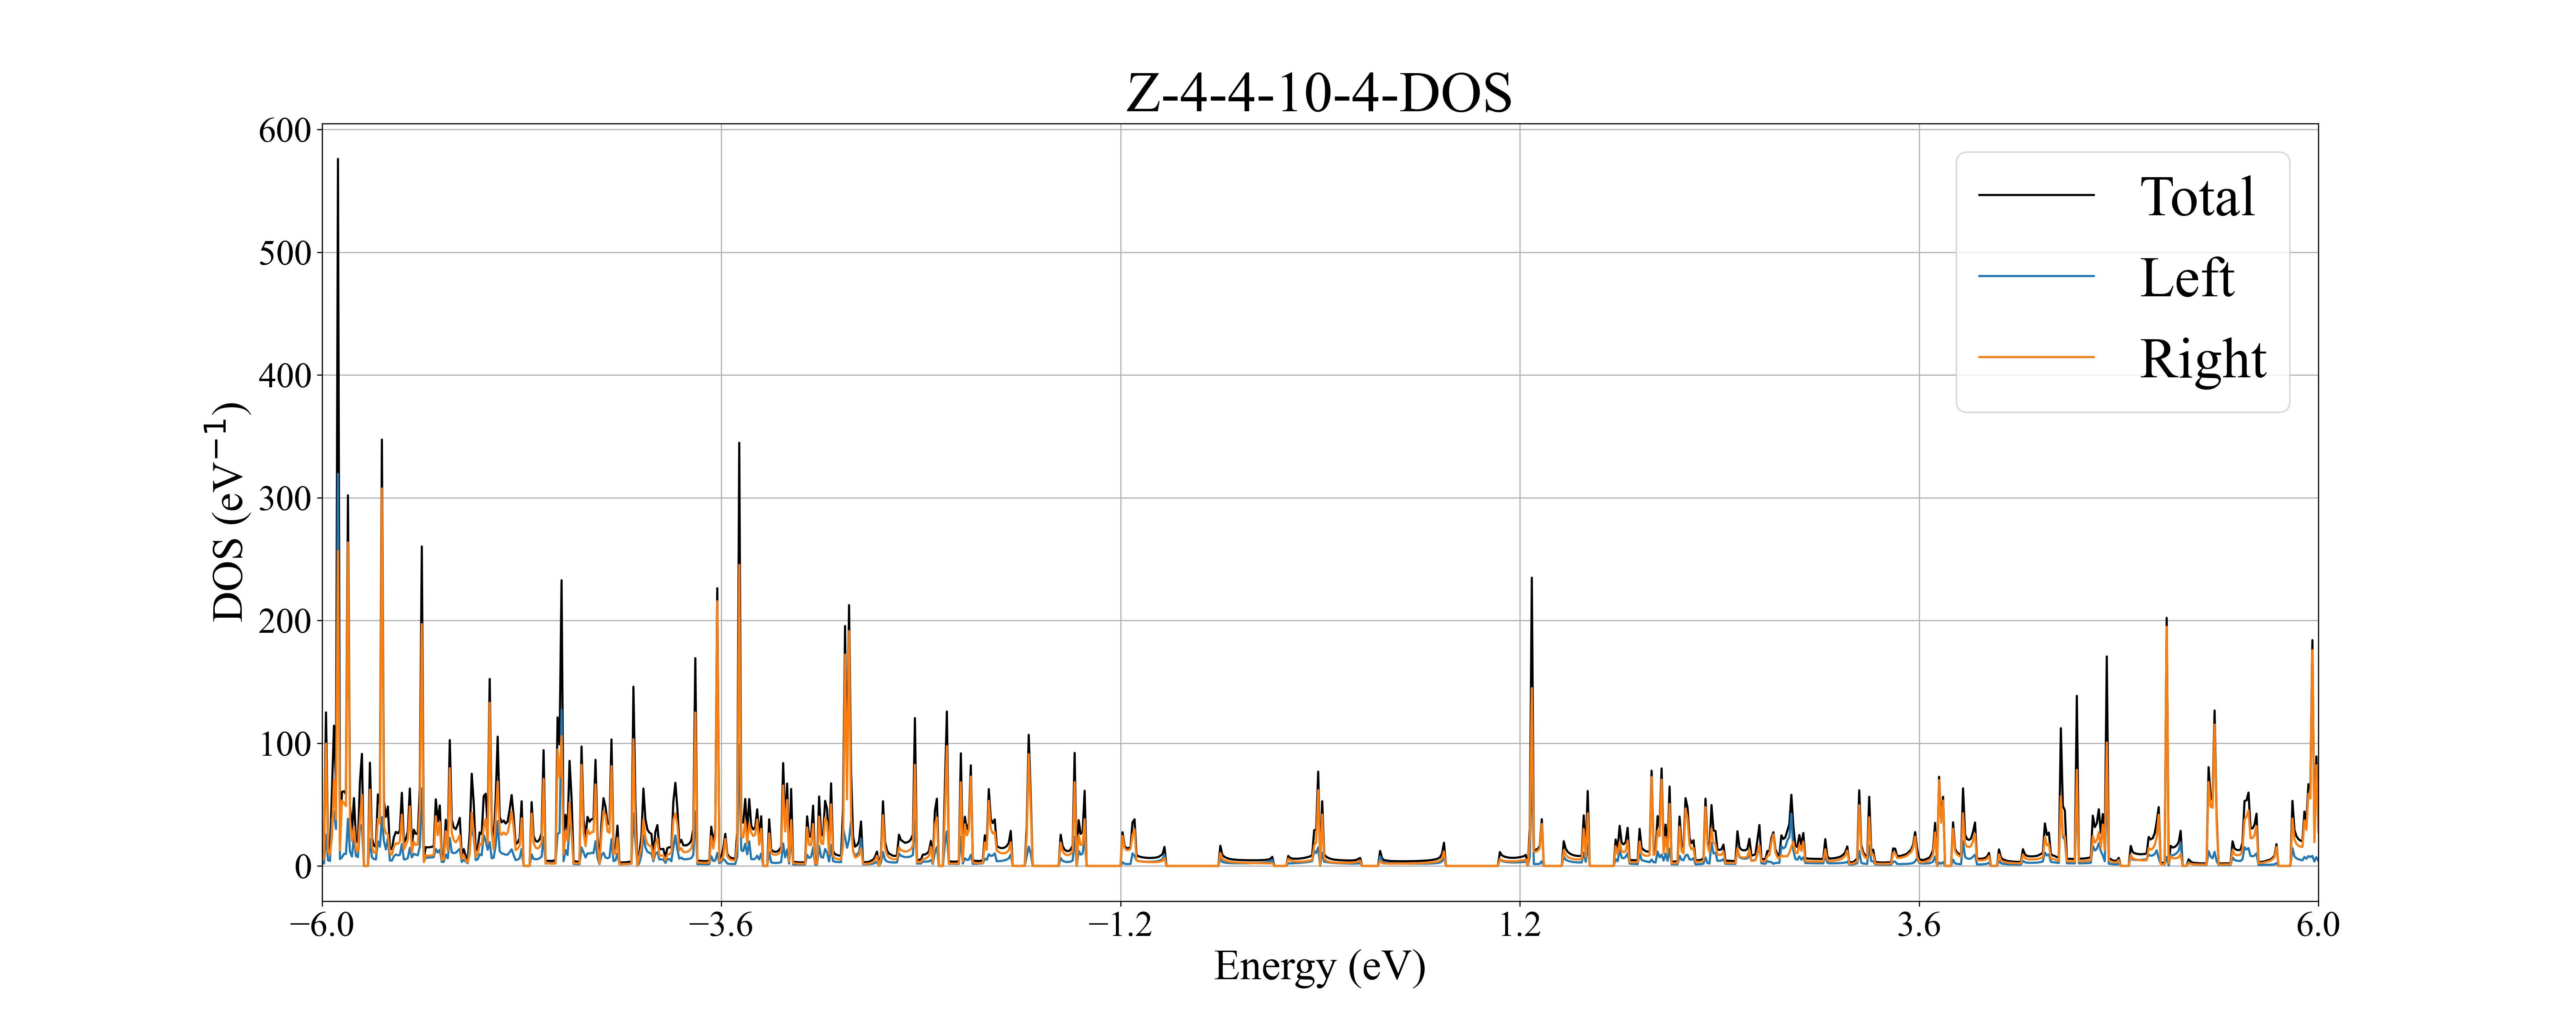 Z-4-4-10-4-DOS
600
500
400
300
200
100
0
DOS (eV⁻¹)
Total
Left
Right
−6.0 −3.6 −1.2 1.2 3.6 6.0
Energy (eV)